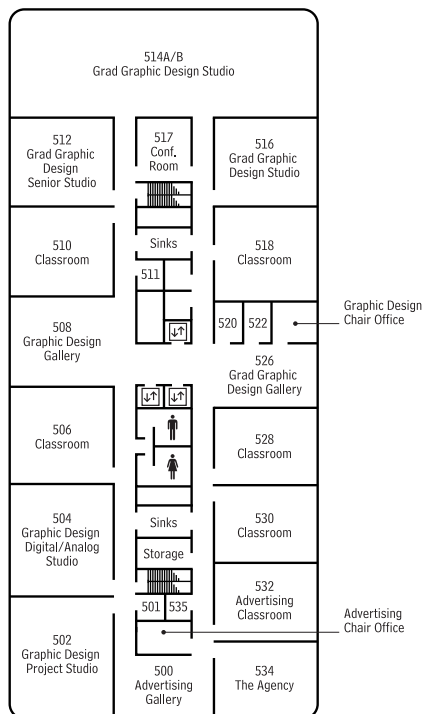 514A/B
Grad Graphic Design Studio
512
Grad Graphic
Design
Senior Studio
517
Conf.
Room
516
Grad Graphic
Design Studio
510
Classroom
Sinks
511
518
Classroom
508
Graphic Design
Gallery
520
522
Graphic Design
Chair Office
526
Grad Graphic
Design Gallery
506
Classroom
528
Classroom
504
Graphic Design
Digital/Analog
Studio
Sinks
Storage
530
Classroom
501
535
532
Advertising
Classroom
Advertising
Chair Office
502
Graphic Design
Project Studio
500
Advertising
Gallery
534
The Agency